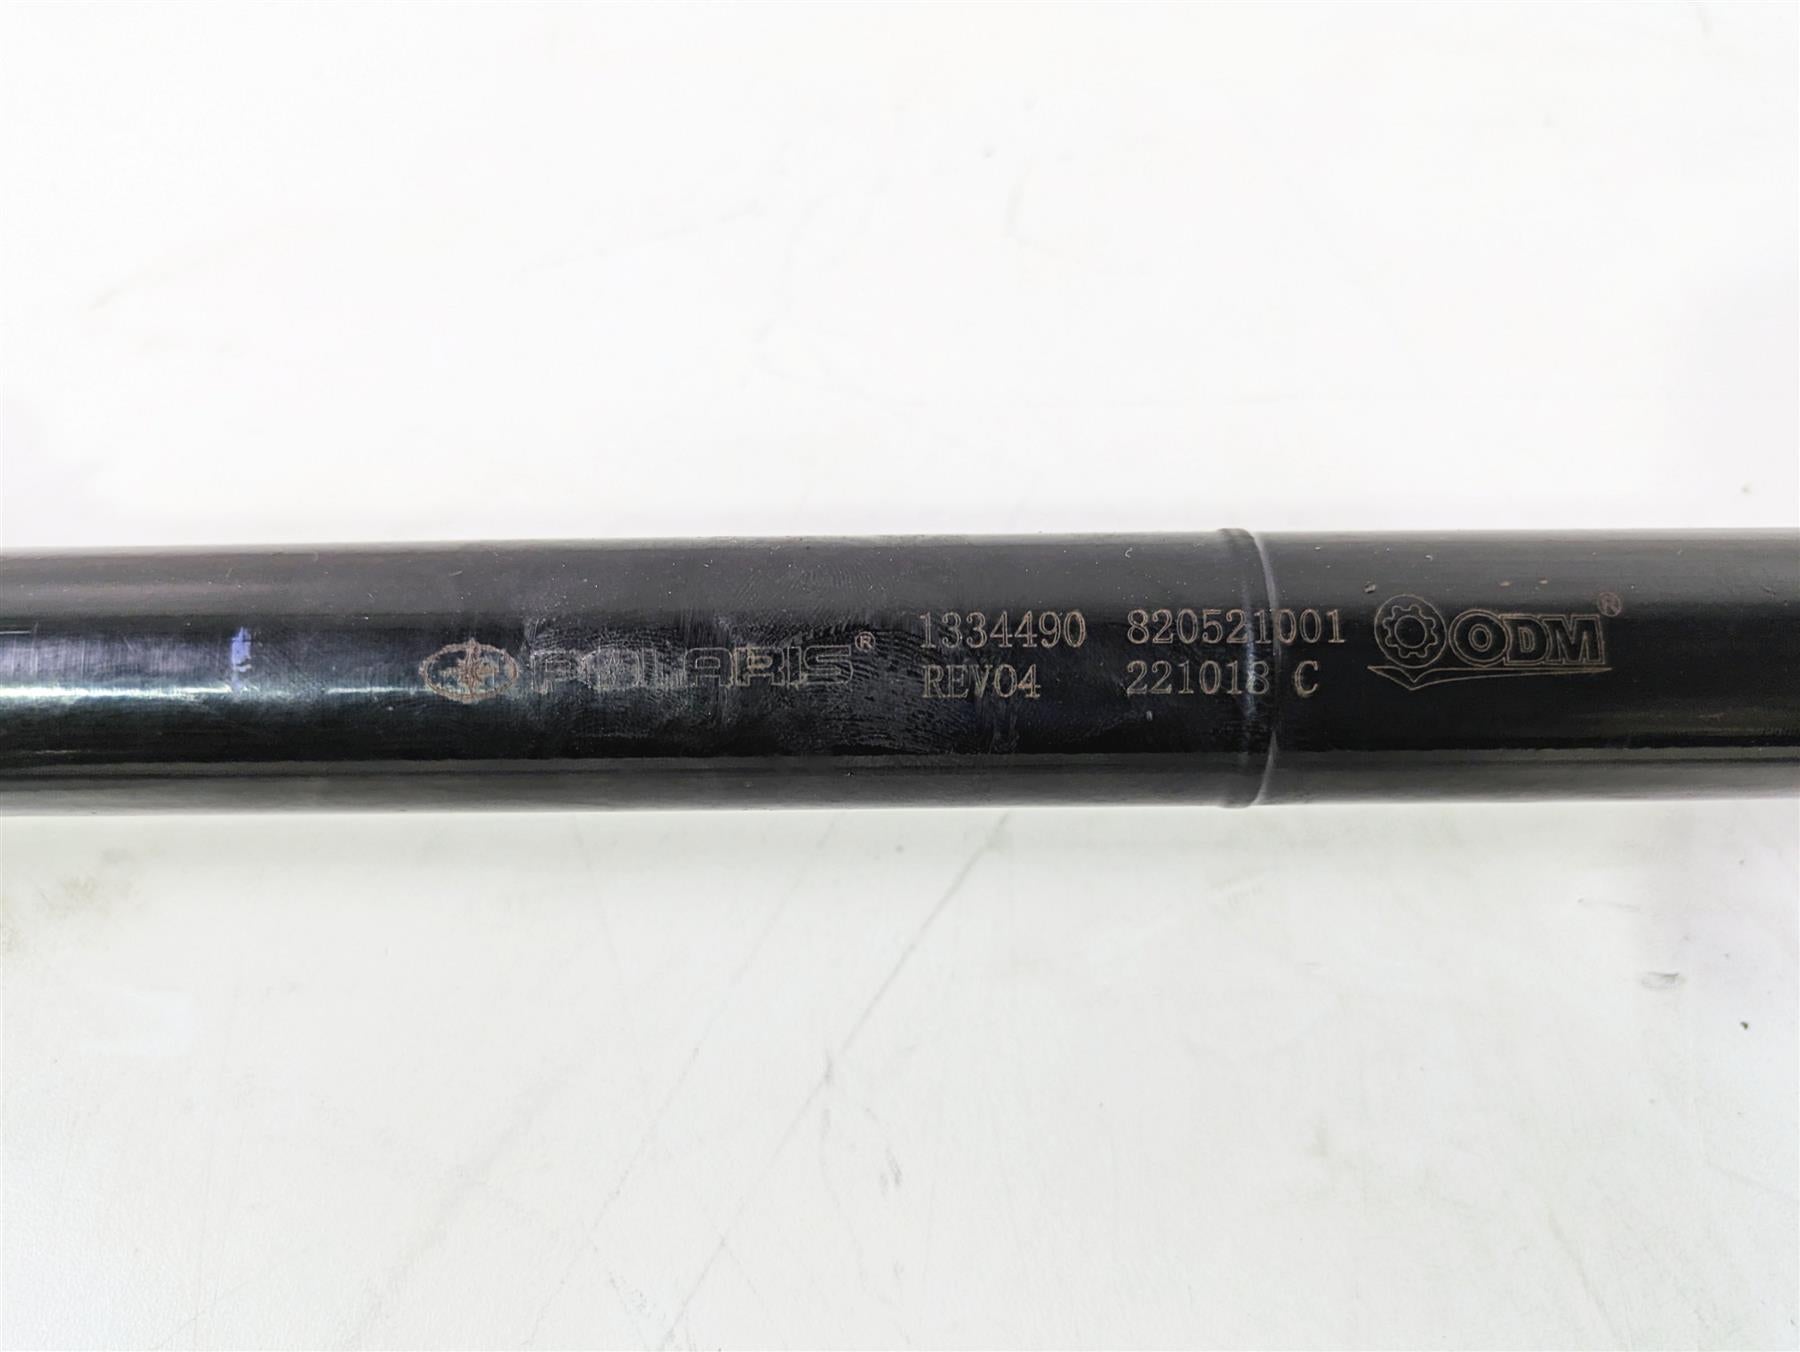 POLARIS® 1334490 820521001 ODM®
REV04 221018 C